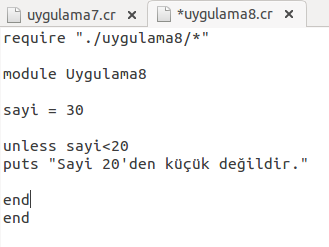 uygulama7.cr × *uygulama8.cr ×
require "./uygulama8/*"
module Uygulama8
sayi = 30
unless sayi<20
puts "Sayi 20'den küçük değildir."
end
end